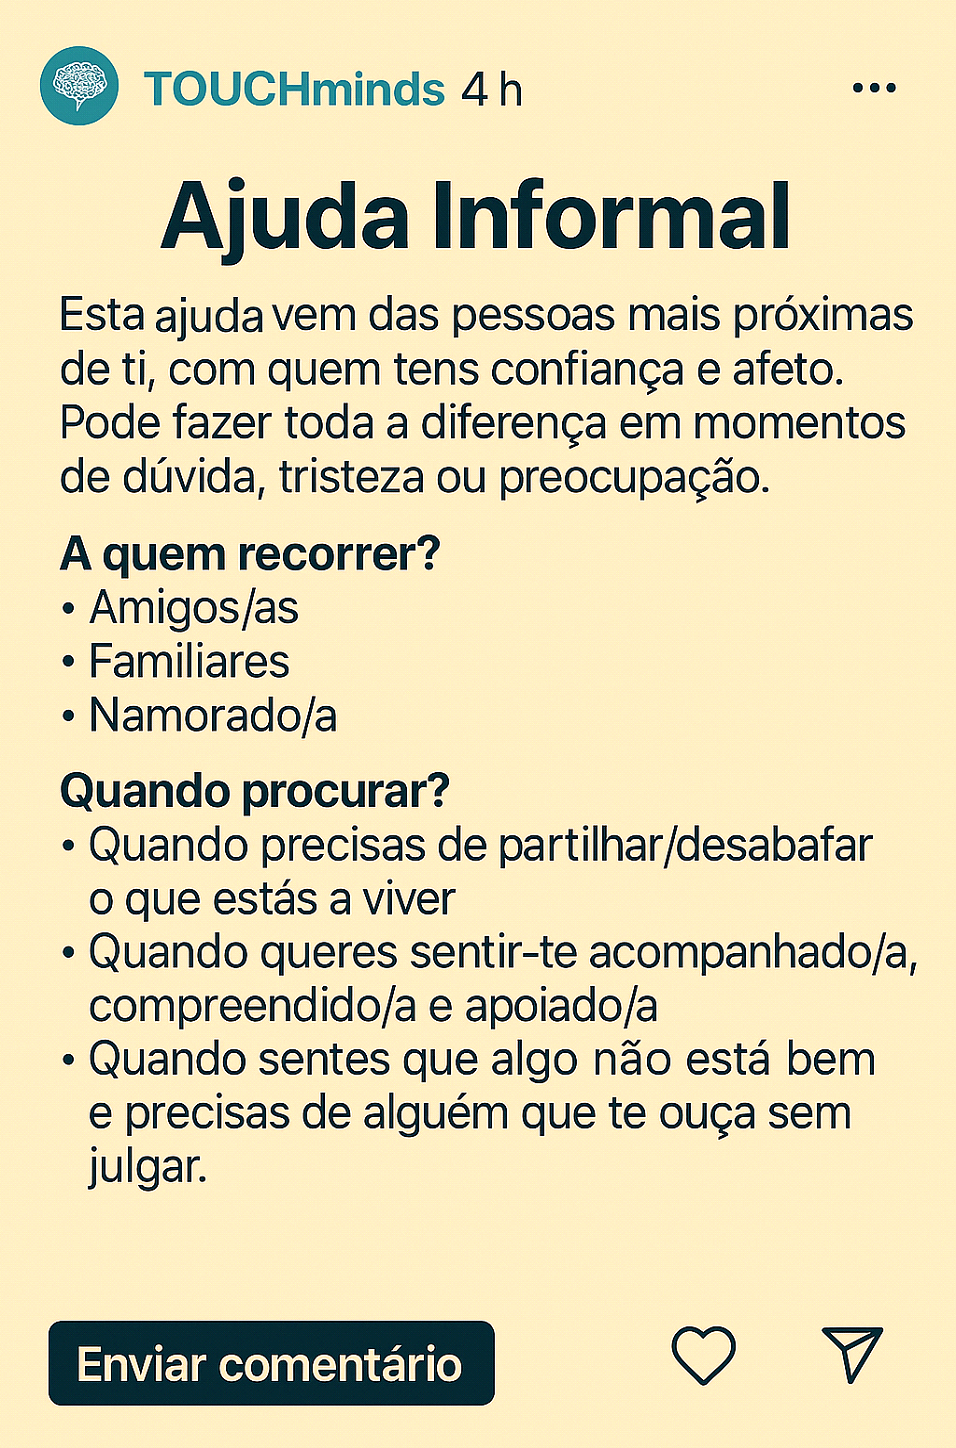 TOUCHminds 4 h
Ajuda Informal
Esta ajuda vem das pessoas mais próximas
de ti, com quem tens confiança e afeto.
Pode fazer toda a diferença em momentos
de dúvida, tristeza ou preocupação.
A quem recorrer?
• Amigos/as
• Familiares
• Namorado/a
Quando procurar?
• Quando precisas de partilhar/desabafar
o que estás a viver
• Quando queres sentir-te acompanhado/a,
compreendido/a e apoiado/a
• Quando sentes que algo não está bem
e precisas de alguém que te ouça sem
julgar.
Enviar comentário